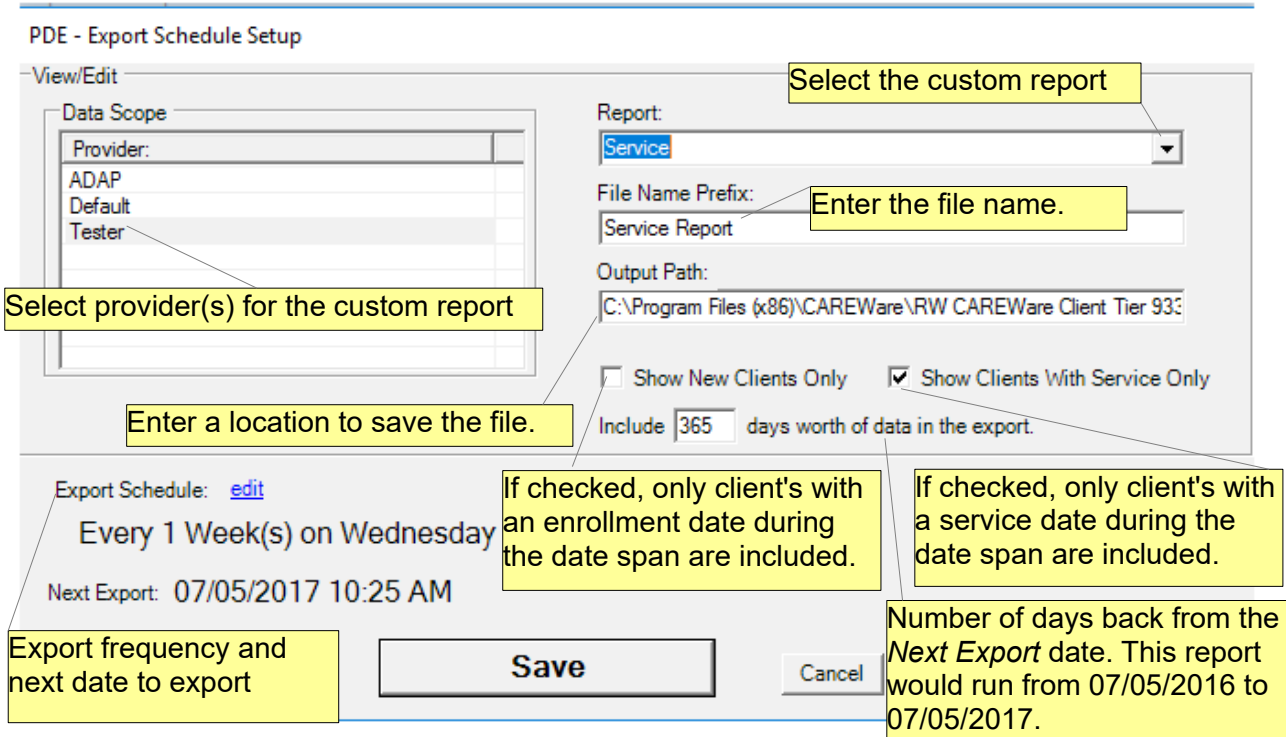 PDE - Export Schedule Setup
View/Edit
Select the custom report
Data Scope
Provider:
ADAP
Default
Tester
Select provider(s) for the custom report
Report:
Service
File Name Prefix:
Enter the file name.
Service Report
Output Path:
C:\Program Files (x86)\CAREWare\RW CAREWare Client Tier 933
Enter a location to save the file.
Show New Clients Only
Show Clients With Service Only
Include 365 days worth of data in the export.
Export Schedule: edit
Every 1 Week(s) on Wednesday
Next Export: 07/05/2017 10:25 AM
If checked, only client's with
an enrollment date during
the date span are included.
If checked, only client's with
a service date during the
date span are included.
Export frequency and
next date to export
Save
Cancel
Number of days back from the
Next Export date. This report
would run from 07/05/2016 to
07/05/2017.